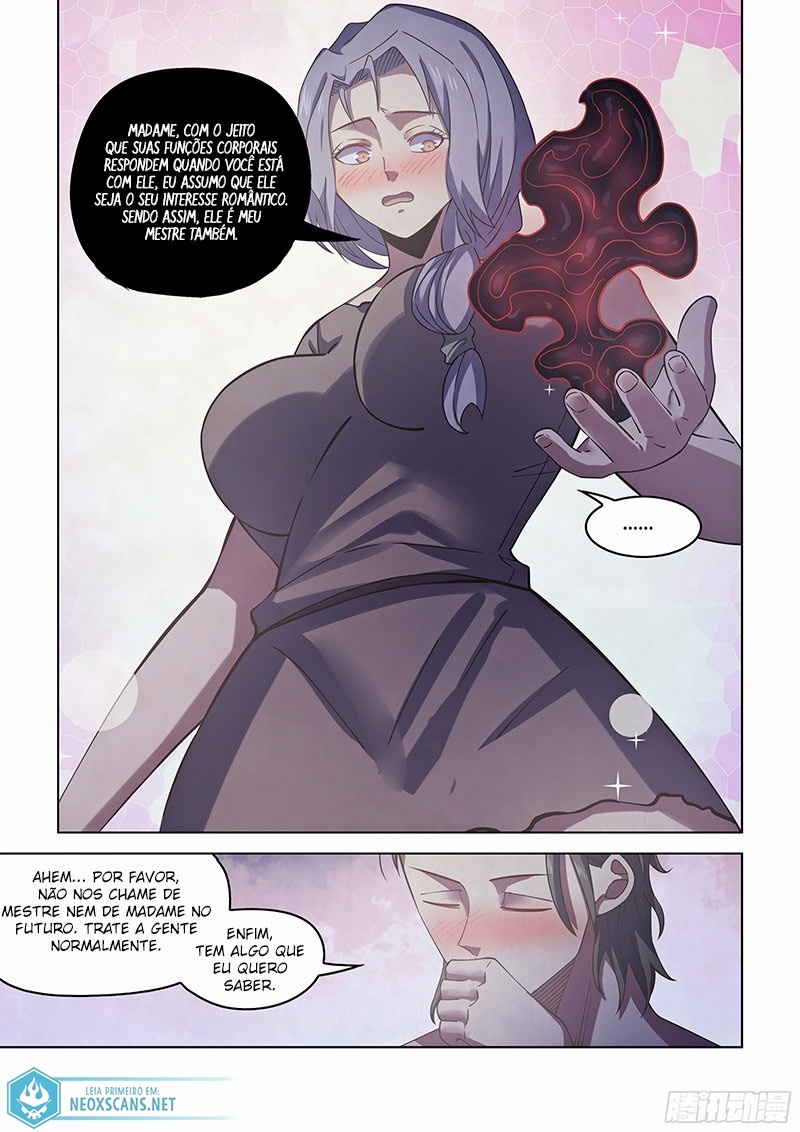 MADAME, COM O JEITO
QUE SUAS FUNÇÕES CORPORAIS
RESPONDEM QUANDO VOCÊ ESTÁ
COM ELE, EU ASSUMO QUE ELE
SEJA O SEU INTERESSE ROMÂNTICO.
SENDO ASSIM, ELE É MEU
MESTRE TAMBÉM.
......
AHEM... POR FAVOR,
NÃO NOS CHAME DE
MESTRE NEM DE MADAME NO
FUTURO. TRATE A GENTE
NORMALMENTE.
ENFIM,
TEM ALGO QUE
EU QUERO
SABER.
LEIA PRIMEIRO EM:
NEOXSCANS.NET
腾讯动漫